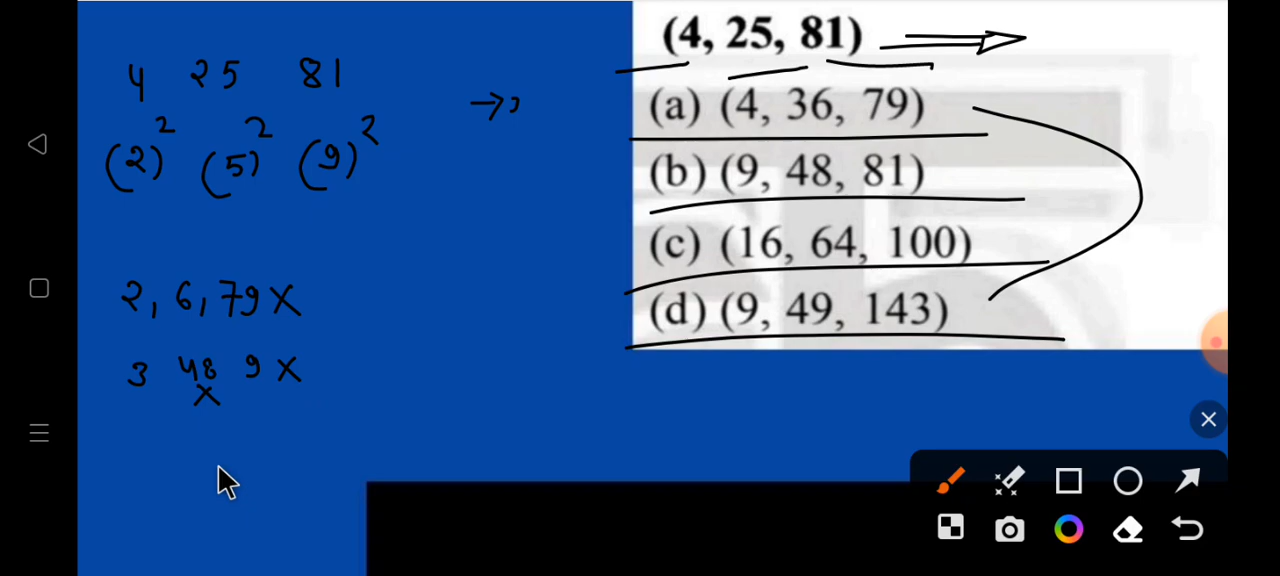 4 25 81
(2)² (5)² (9)²
2, 6, 79 X
3 48 9 X
X
(4, 25, 81)
(a) (4, 36, 79)
(b) (9, 48, 81)
(c) (16, 64, 100)
(d) (9, 49, 143)